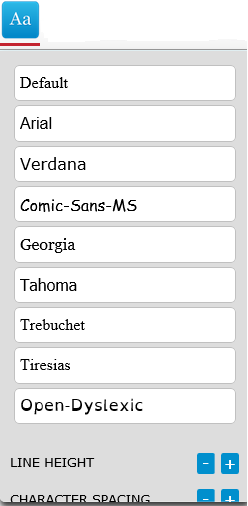 Aa
Default
Arial
Verdana
Comic-Sans-MS
Georgia
Tahoma
Trebuchet
Tiresias
Open-Dyslexic
LINE HEIGHT - +
CHARACTER SPACING - +